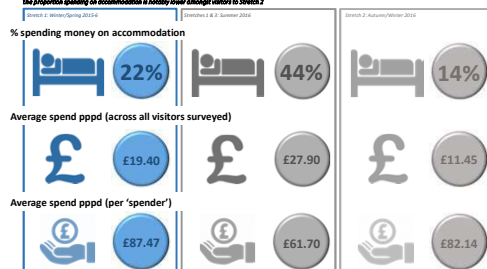 The proportion spending on accommodation is notably lower amongst visitors to Stretch 2
Stretch 1: Winter/Spring 2015-6
Stretches 1 & 3: Summer 2016
Stretch 2: Autumn/Winter 2016
% spending money on accommodation
22%
44%
14%
Average spend pppd (across all visitors surveyed)
£
£19.40
£
£27.90
£
£11.45
Average spend pppd (per 'spender')
£
£87.47
£
£61.70
£
£82.14